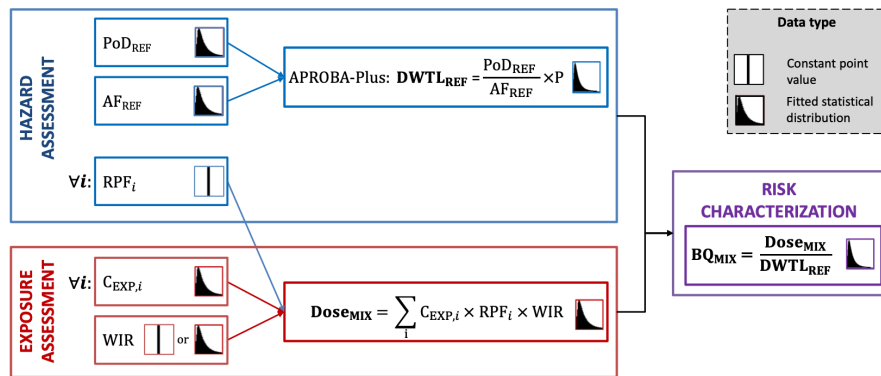 HAZARD
ASSESSMENT
PoD_REF
AF_REF
∀i: RPF_i
APROBA-Plus: DWTL_REF = PoD_REF / AF_REF × P
EXPOSURE
ASSESSMENT
∀i: C_EXP,i
WIR or
Dose_MIX = ∑_i C_EXP,i × RPF_i × WIR
Data type
Constant point
value
Fitted statistical
distribution
RISK
CHARACTERIZATION
BQ_MIX = Dose_MIX / DWTL_REF